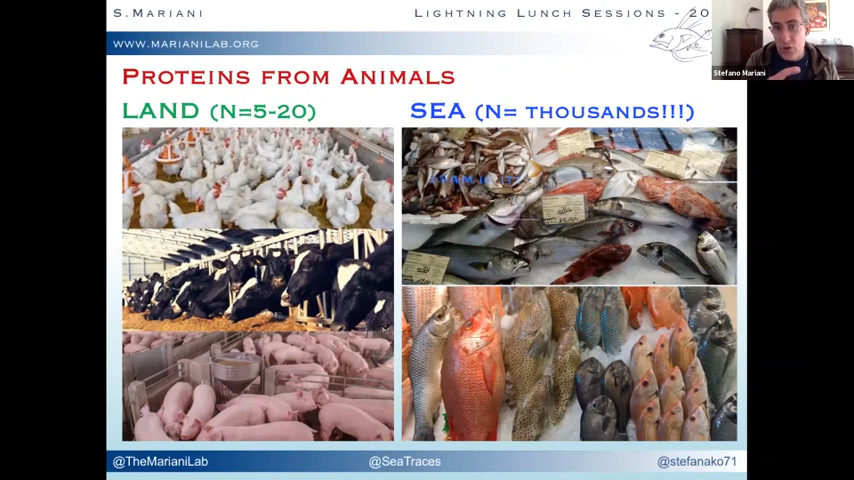 S.MARIANI
LIGHTNING LUNCH SESSIONS - 20
WWW.MARIANILAB.ORG
Stefano Mariani
PROTEINS FROM ANIMALS
LAND (N=5-20)
SEA (N= THOUSANDS!!!)
@TheMarianiLab
@SeaTraces
@stefanako71